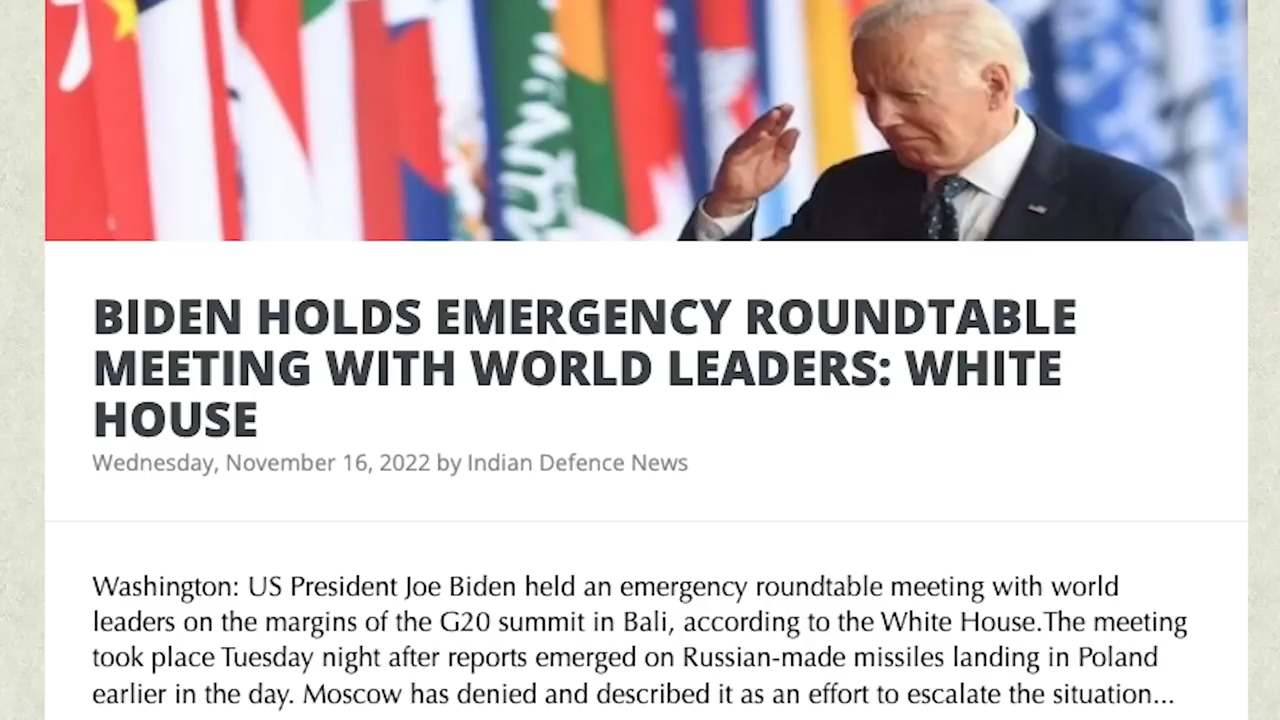 BIDEN HOLDS EMERGENCY ROUNDTABLE
MEETING WITH WORLD LEADERS: WHITE
HOUSE
Wednesday, November 16, 2022 by Indian Defence News
Washington: US President Joe Biden held an emergency roundtable meeting with world
leaders on the margins of the G20 summit in Bali, according to the White House.The meeting
took place Tuesday night after reports emerged on Russian-made missiles landing in Poland
earlier in the day. Moscow has denied and described it as an effort to escalate the situation...